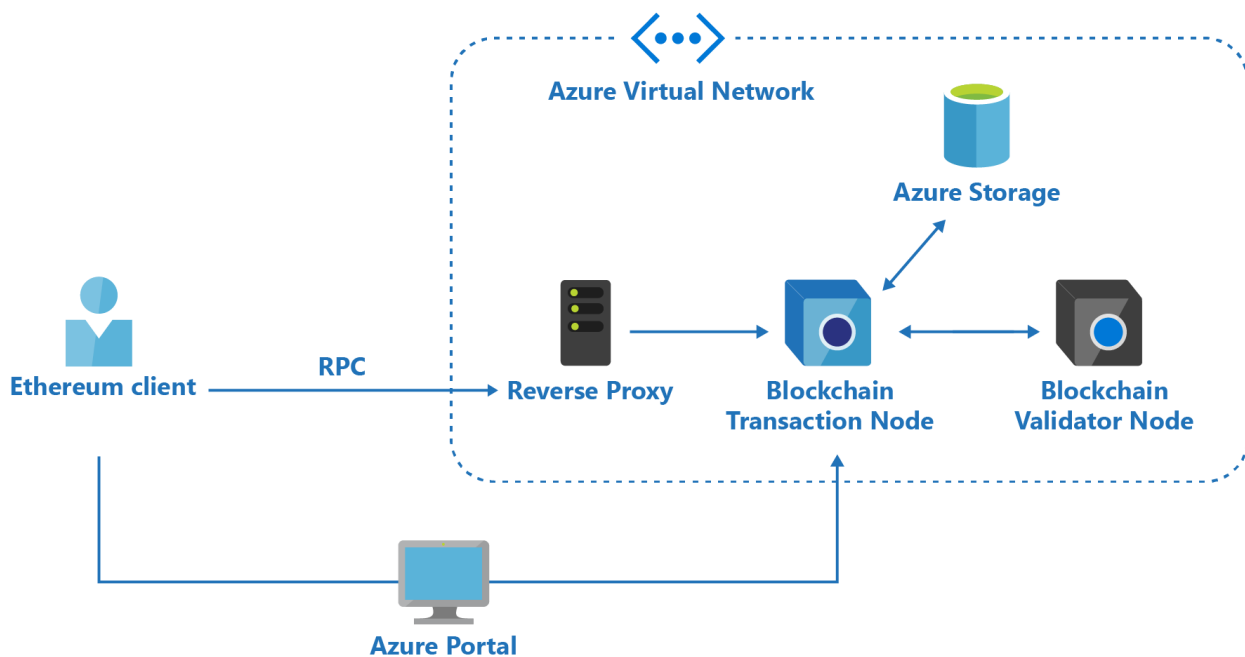 Azure Virtual Network
Azure Storage
Ethereum client
RPC
Reverse Proxy
Blockchain
Transaction Node
Blockchain
Validator Node
Azure Portal